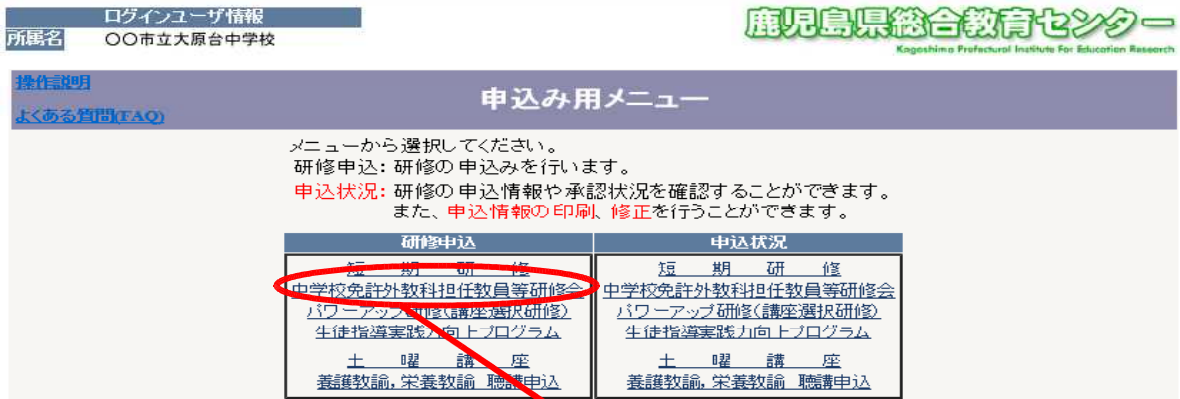 ログインユーザ情報
所属名 〇〇市立大原台中学校
鹿児島県総合教育センター
Kagoshima Prefectural Institute For Education Research
操作説明
よくある質問(FAQ)
申込み用メニュー
メニューから選択してください。
研修申込: 研修の申込みを行います。
申込状況: 研修の申込情報や承認状況を確認することができます。
また、申込情報の印刷、修正を行うことができます。
研修申込 申込状況
短期研修 短期研修
中学校免許外教科担任教員等研修会 中学校免許外教科担任教員等研修会
パワーアップ研修(講座選択研修) パワーアップ研修(講座選択研修)
生徒指導実践力向上プログラム 生徒指導実践力向上プログラム
土曜講座 土曜講座
養護教諭,栄養教諭 聴講申込 養護教諭,栄養教諭 聴講申込